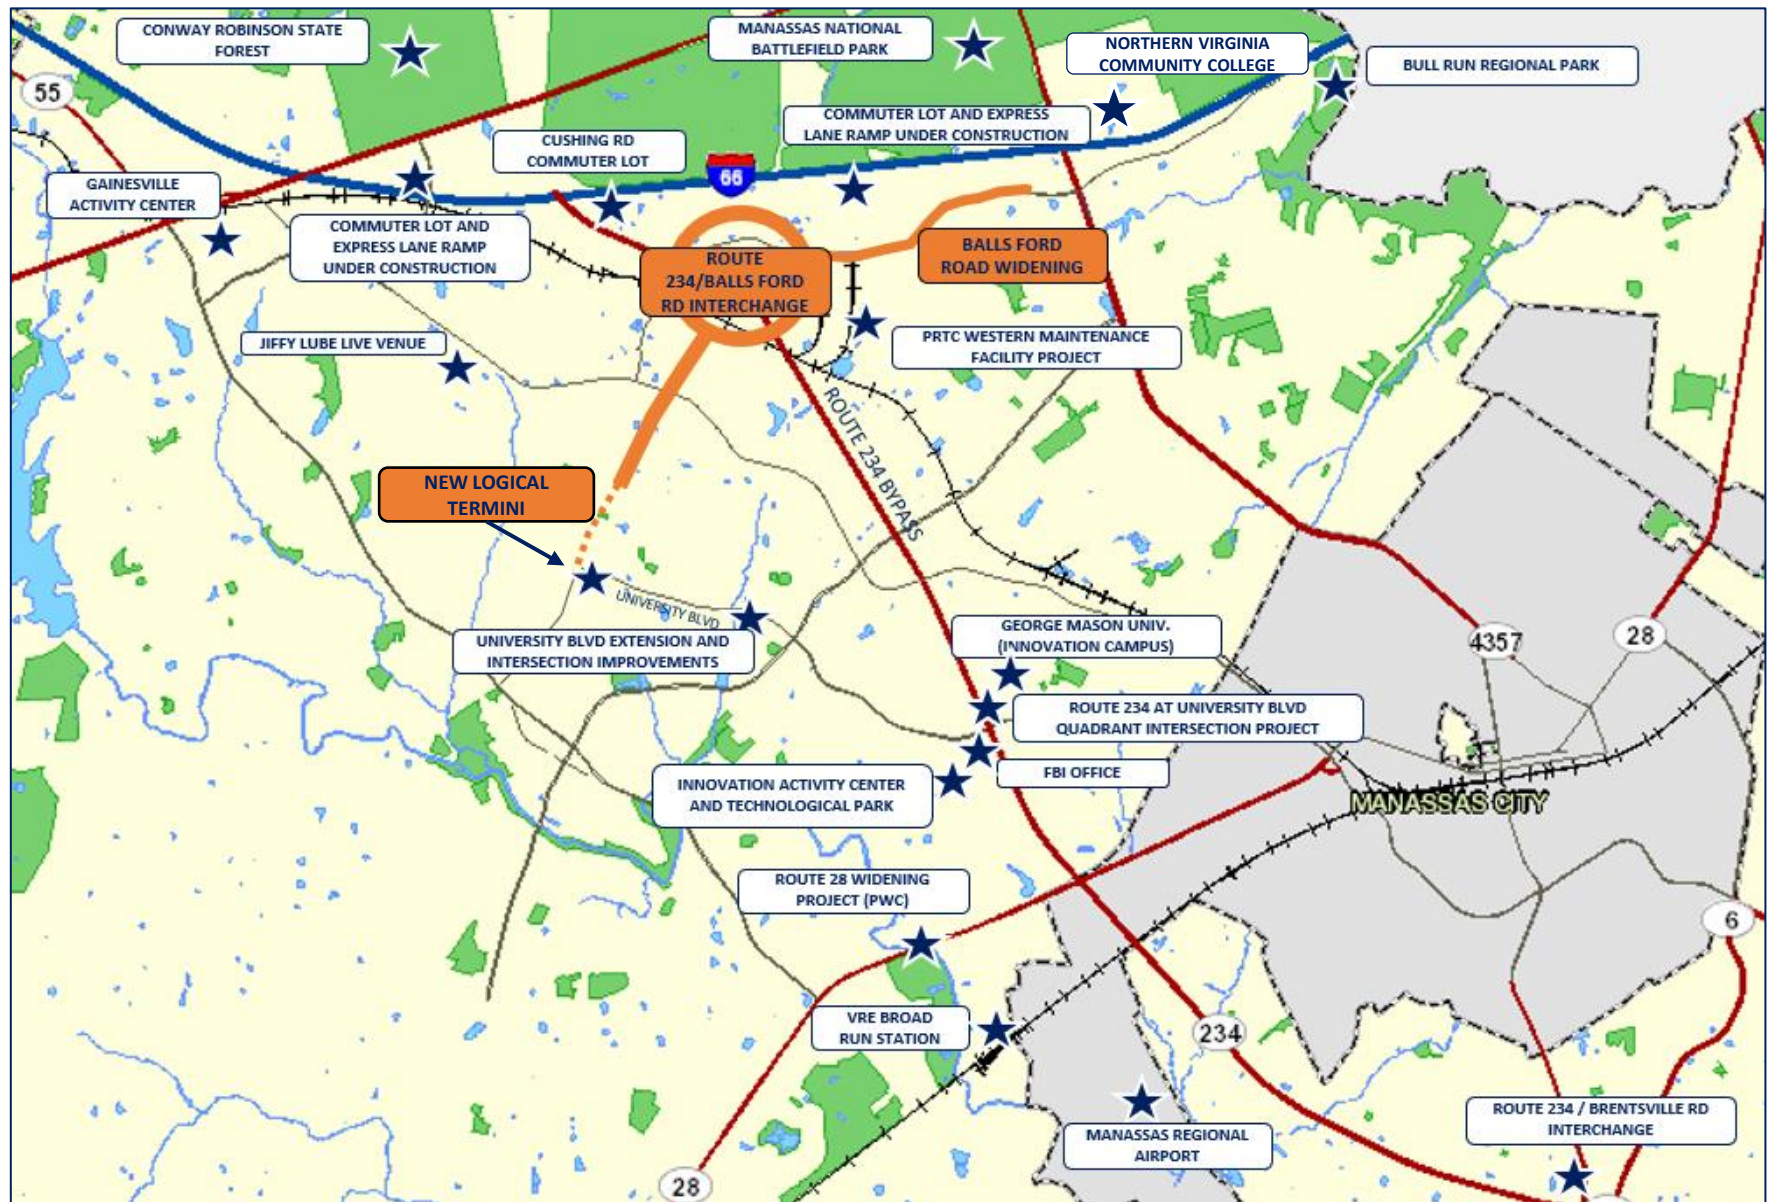 CONWAY ROBINSON STATE
FOREST
MANASSAS NATIONAL
BATTLEFIELD PARK
NORTHERN VIRGINIA
COMMUNITY COLLEGE
BULL RUN REGIONAL PARK
55
COMMUTER LOT AND EXPRESS
LANE RAMP UNDER CONSTRUCTION
CUSHING RD
COMMUTER LOT
66
GAINESVILLE
ACTIVITY CENTER
COMMUTER LOT AND
EXPRESS LANE RAMP
UNDER CONSTRUCTION
ROUTE
234/BALLS FORD
RD INTERCHANGE
BALLS FORD
ROAD WIDENING
JIFFY LUBE LIVE VENUE
PRTC WESTERN MAINTENANCE
FACILITY PROJECT
ROUTE 234 BYPASS
NEW LOGICAL
TERMINI
UNIVERSITY BLVD
UNIVERSITY BLVD EXTENSION AND
INTERSECTION IMPROVEMENTS
GEORGE MASON UNIV.
(INNOVATION CAMPUS)
4357
28
ROUTE 234 AT UNIVERSITY BLVD
QUADRANT INTERSECTION PROJECT
FBI OFFICE
INNOVATION ACTIVITY CENTER
AND TECHNOLOGICAL PARK
MANASSAS CITY
ROUTE 28 WIDENING
PROJECT (PWC)
6
VRE BROAD
RUN STATION
234
MANASSAS REGIONAL
AIRPORT
ROUTE 234 / BRENTSVILLE RD
INTERCHANGE
28